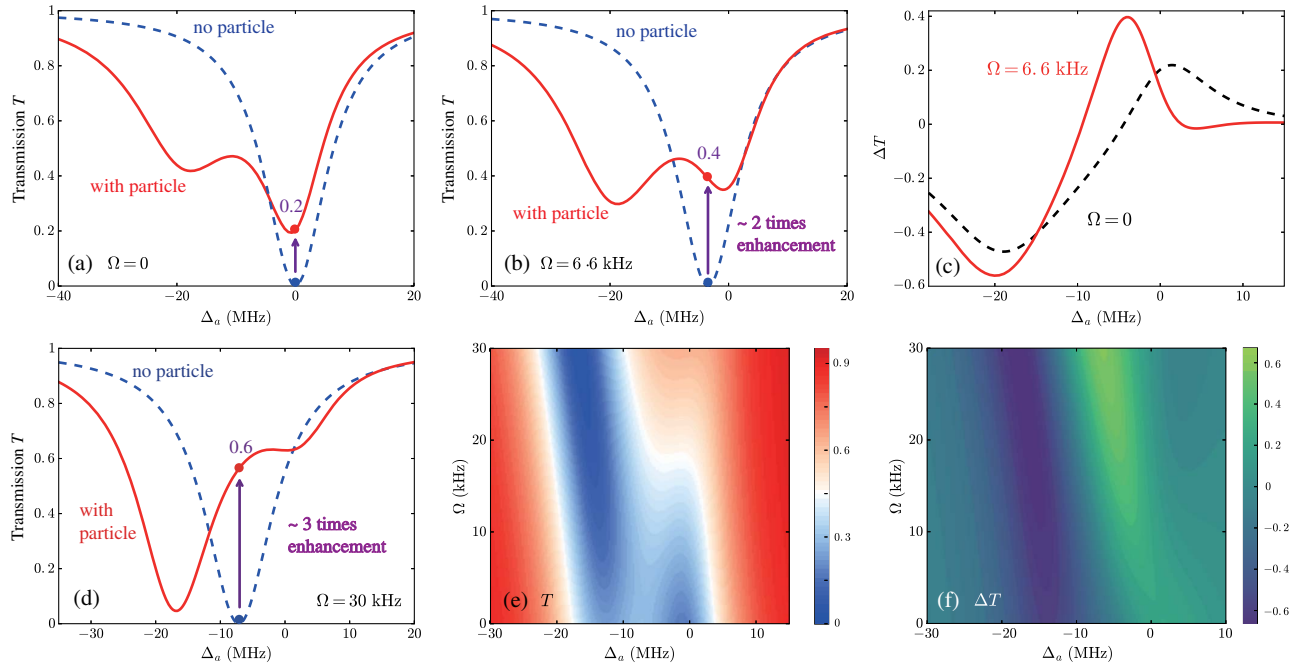 no particle
with particle
0.2
(a)
Ω=0
Transmission T
1
0.8
0.6
0.4
0.2
0
−40
−20
0
20
Δa (MHz)
no particle
with particle
0.4
~ 2 times
enhancement
(b)
Ω=6.6 kHz
Transmission T
1
0.8
0.6
0.4
0.2
0
−40
−20
0
20
Δa (MHz)
Ω=6.6 kHz
Ω=0
(c)
ΔT
0.4
0.2
0
−0.2
−0.4
−0.6
−20
−10
0
10
Δa (MHz)
no particle
0.6
with
particle
~ 3 times
enhancement
(d)
Ω=30 kHz
Transmission T
1
0.8
0.6
0.4
0.2
0
−30
−20
−10
0
10
20
Δa (MHz)
(e) T
Ω (kHz)
30
20
10
0
−30
−20
−10
0
10
Δa (MHz)
0.9
0.6
0.3
0
(f) ΔT
Ω (kHz)
30
20
10
0
−30
−20
−10
0
10
Δa (MHz)
0.6
0.4
0.2
0
−0.2
−0.4
−0.6